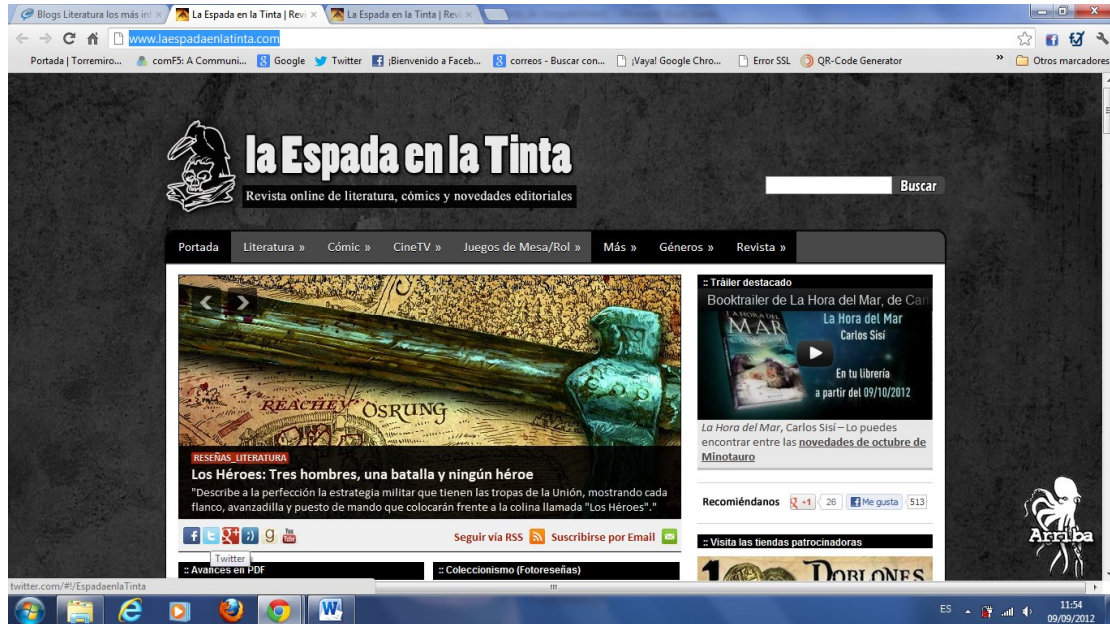 Blogs Literatura los más inf
La Espada en la Tinta | Revi
La Espada en la Tinta | Revi
www.laespadaenlatinta.com
Portada | Torremiro...
comF5: A Communi...
Google
Twitter
¡Bienvenido a Faceb...
correos - Buscar con...
¡Vaya! Google Chro...
Error SSL
QR-Code Generator
»
Otros marcadores
la Espada en la Tinta
Revista online de literatura, cómics y novedades editoriales
Buscar
Portada Literatura » Cómic » CineTV » Juegos de Mesa/Rol » Más » Géneros » Revista »
REACHEY OSRUNG
RESEÑAS_LITERATURA
Los Héroes: Tres hombres, una batalla y ningún héroe
"Describe a la perfección la estrategia militar que tienen las tropas de la Unión, mostrando cada
flanco, avanzadilla y puesto de mando que colocarán frente a la colina llamada "Los Héroes"."
Seguir vía RSS Suscribirse por Email
Twitter
:: Avances en PDF
:: Coleccionismo (Fotoreseñas)
:: Tráiler destacado
Booktrailer de La Hora del Mar, de Carl
LA HORA DEL
MAR
La Hora del Mar
Carlos Sisí
En tu librería
a partir del 09/10/2012
La Hora del Mar, Carlos Sisí – Lo puedes
encontrar entre las novedades de octubre de
Minotauro
Recomiéndanos +1 26 Me gusta 513
:: Visita las tiendas patrocinadoras
DOBLONES
Arriba
twitter.com/#!/EspadaenlaTinta
ES
11:54
09/09/2012